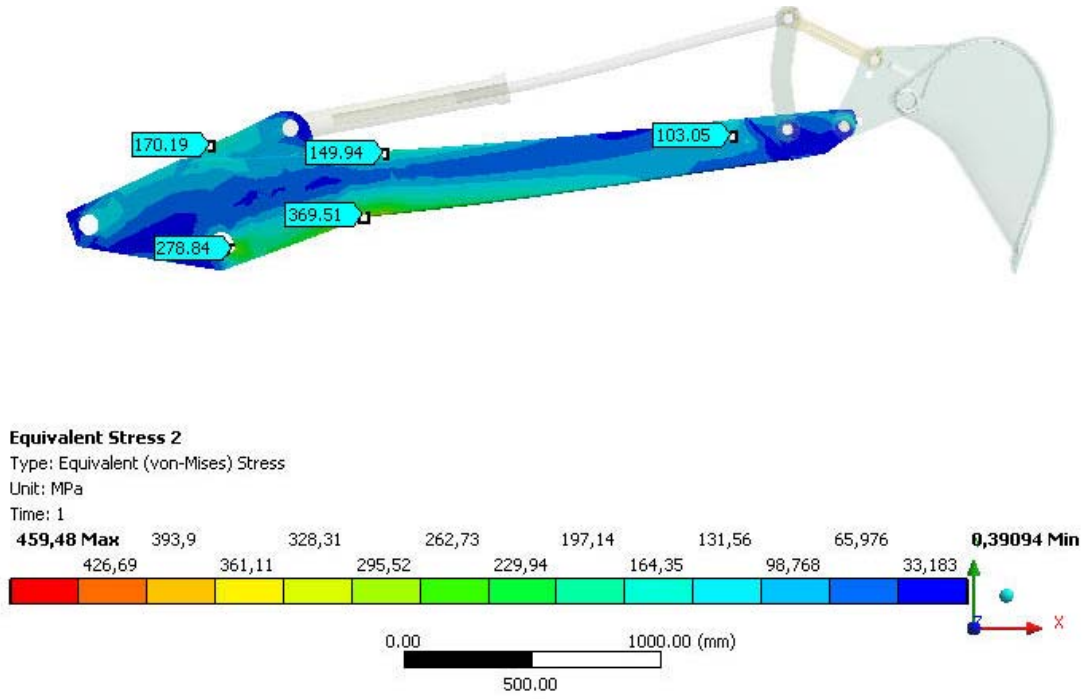 170.19
149.94
103.05
369.51
278.84
Equivalent Stress 2
Type: Equivalent (von-Mises) Stress
Unit: MPa
Time: 1
459,48 Max 393,9 328,31 262,73 197,14 131,56 65,976 0,39094 Min
426,69 361,11 295,52 229,94 164,35 98,768 33,183
Z X
0.00 1000.00 (mm)
500.00